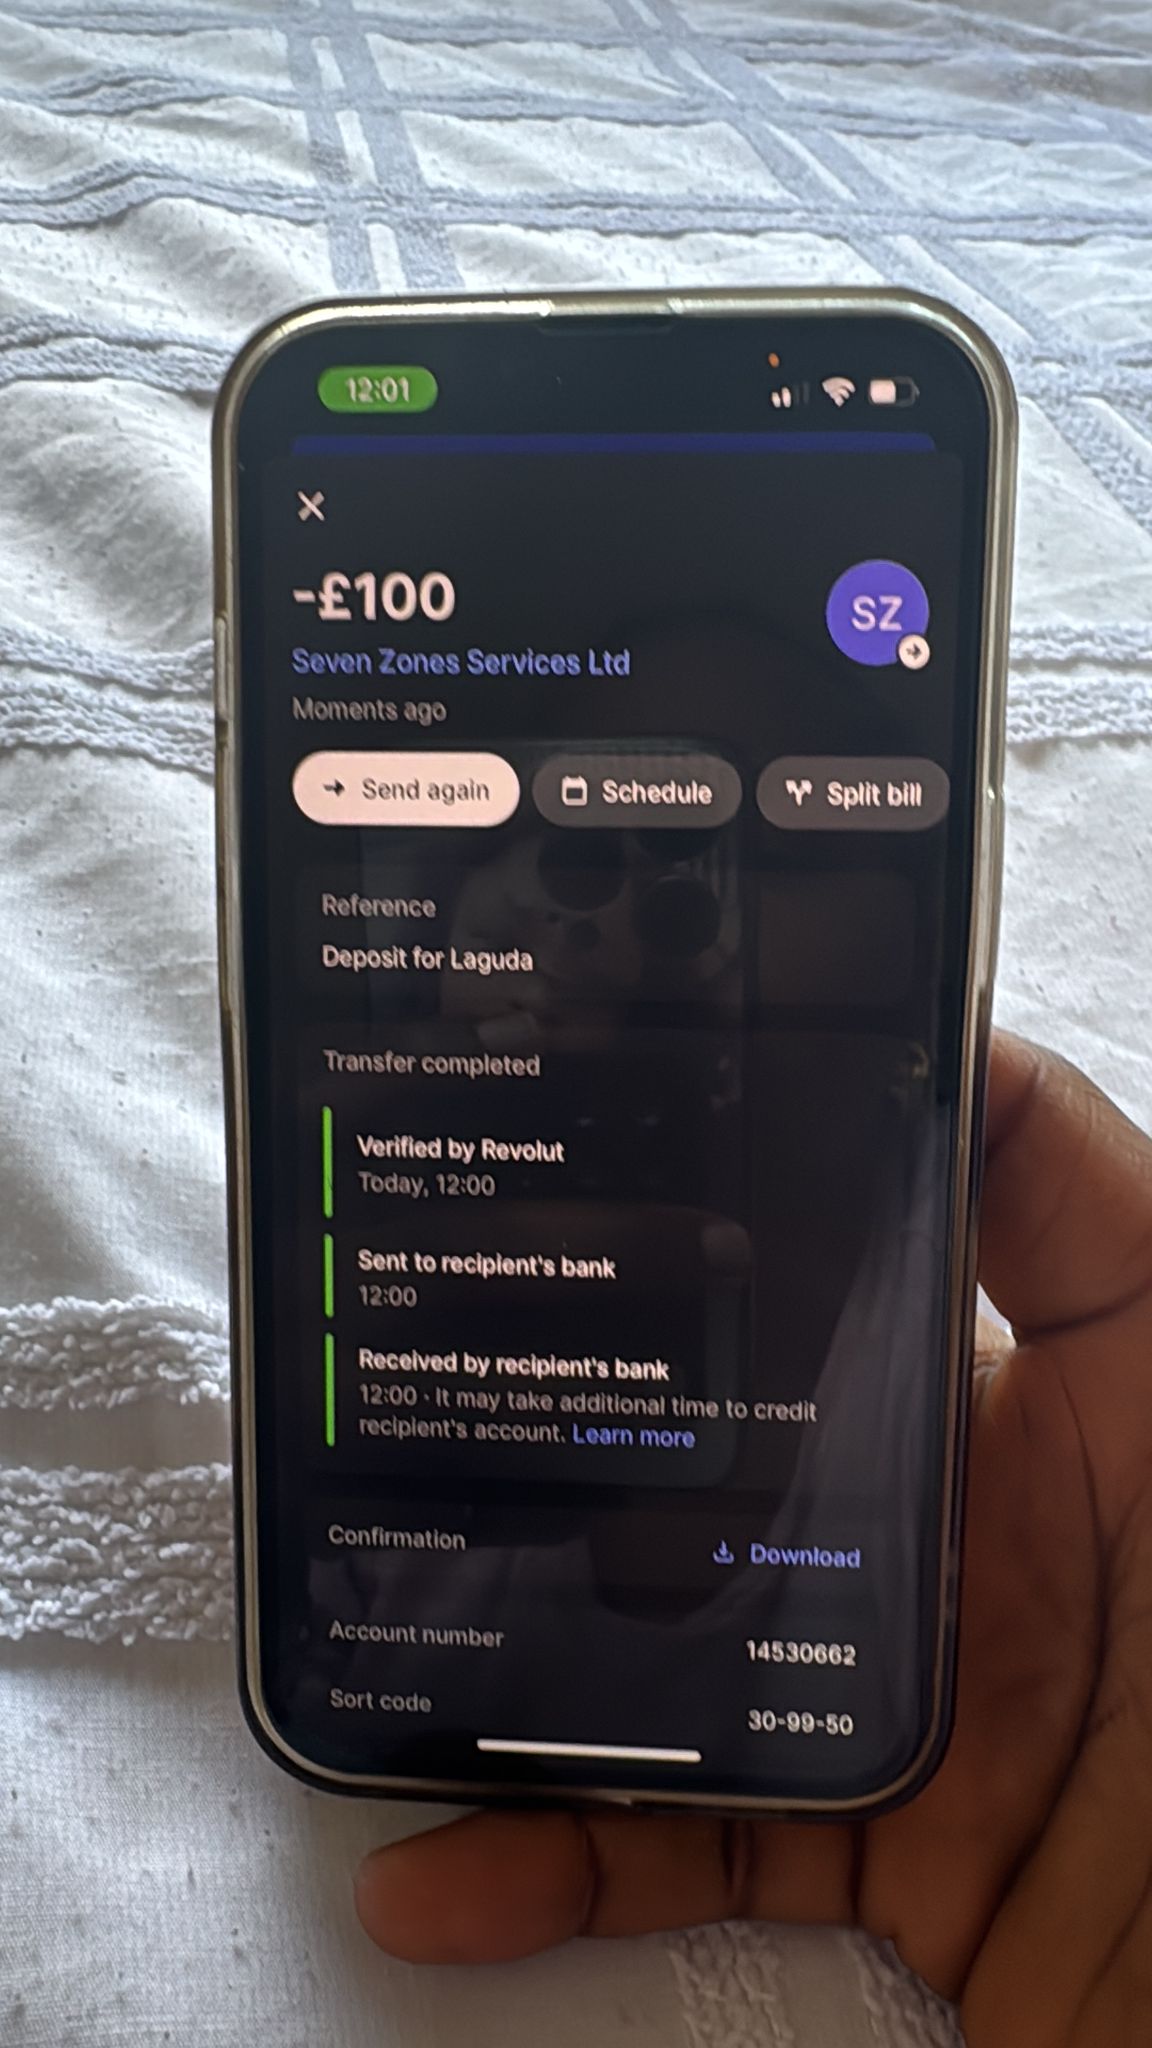 12:01
-£100
SZ
Seven Zones Services Ltd
Moments ago
Send again
Schedule
Split bill
Reference
Deposit for Laguda
Transfer completed
Verified by Revolut
Today, 12:00
Sent to recipient's bank
12:00
Received by recipient's bank
12:00 · It may take additional time to credit
recipient's account. Learn more
Confirmation
Download
Account number
14530662
Sort code
30-99-50